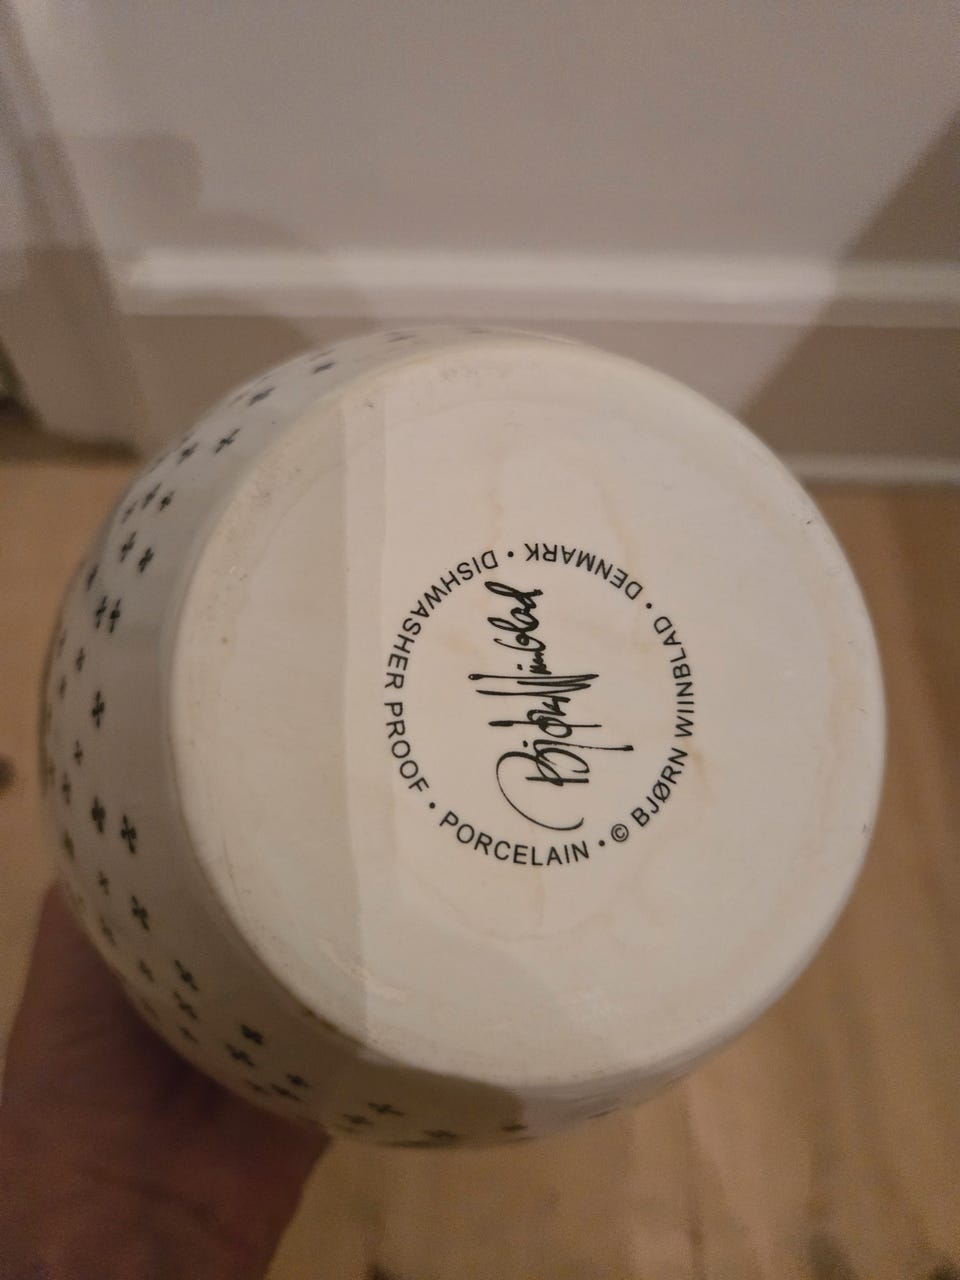 Bjørn Wiinblad
© BJØRN WIINBLAD • DENMARK • DISHWASHER PROOF • PORCELAIN •